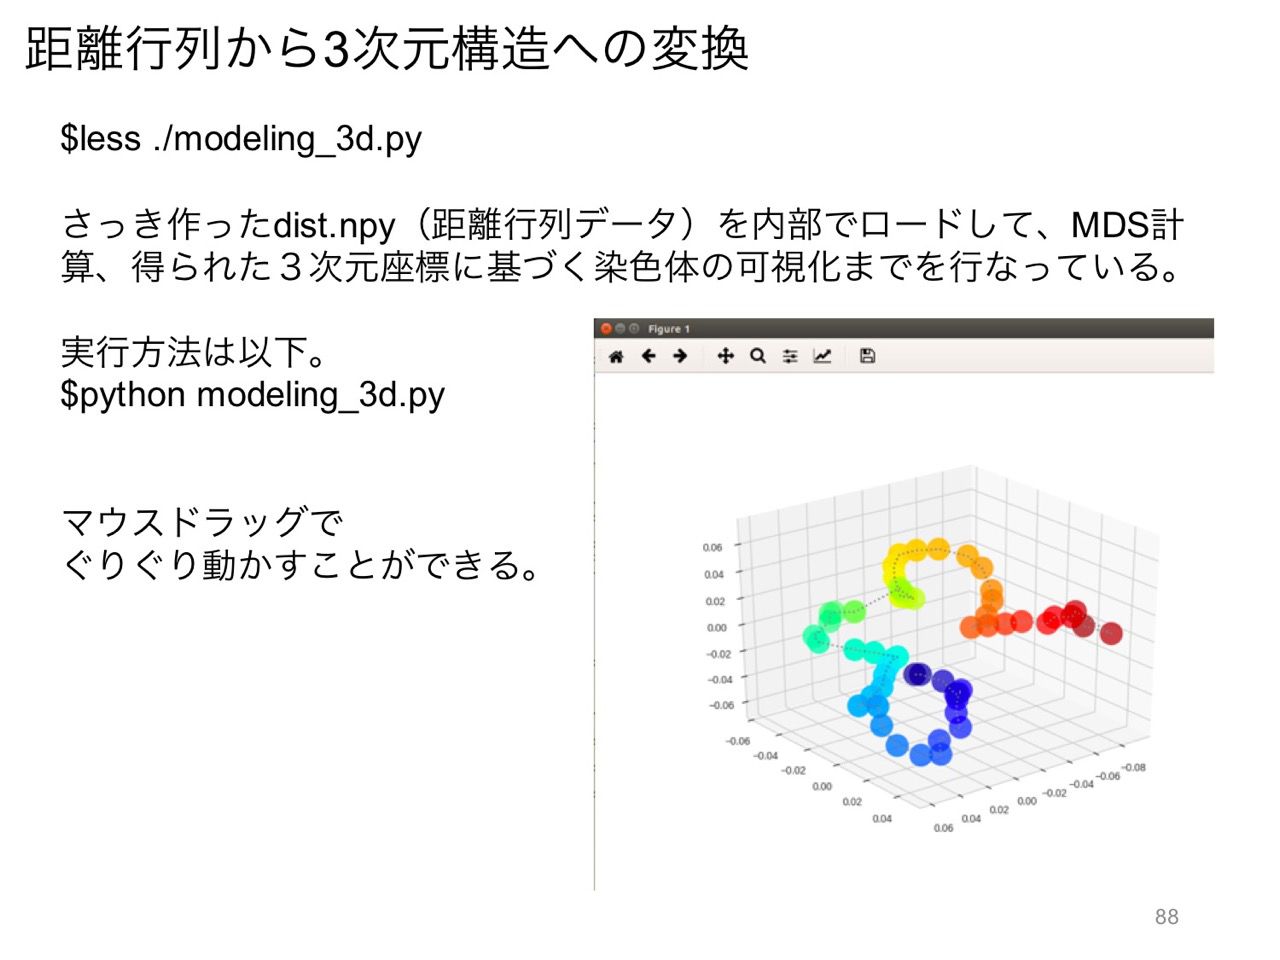 距離行列から3次元構造への変換
$less ./modeling_3d.py
さっき作ったdist.npy（距離行列データ）を内部でロードして、MDS計
算、得られた３次元座標に基づく染色体の可視化までを行なっている。
実行方法は以下。
$python modeling_3d.py
マウスドラッグで
ぐりぐり動かすことができる。
Figure 1
0.06
0.04
0.02
0.00
−0.02
−0.04
−0.06
−0.06
−0.04
−0.02
0.00
0.02
0.04
0.06
0.04
0.02
0.00
−0.02
−0.04
−0.06
−0.08
88